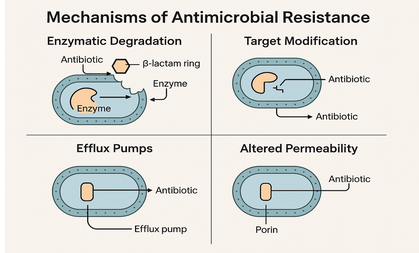 Mechanisms of Antimicrobial Resistance
Enzymatic Degradation
Antibiotic
β-lactam ring
Enzyme
Enzyme
Target Modification
Antibiotic
Antibiotic
Efflux Pumps
Antibiotic
Efflux pump
Altered Permeability
Antibiotic
Porin